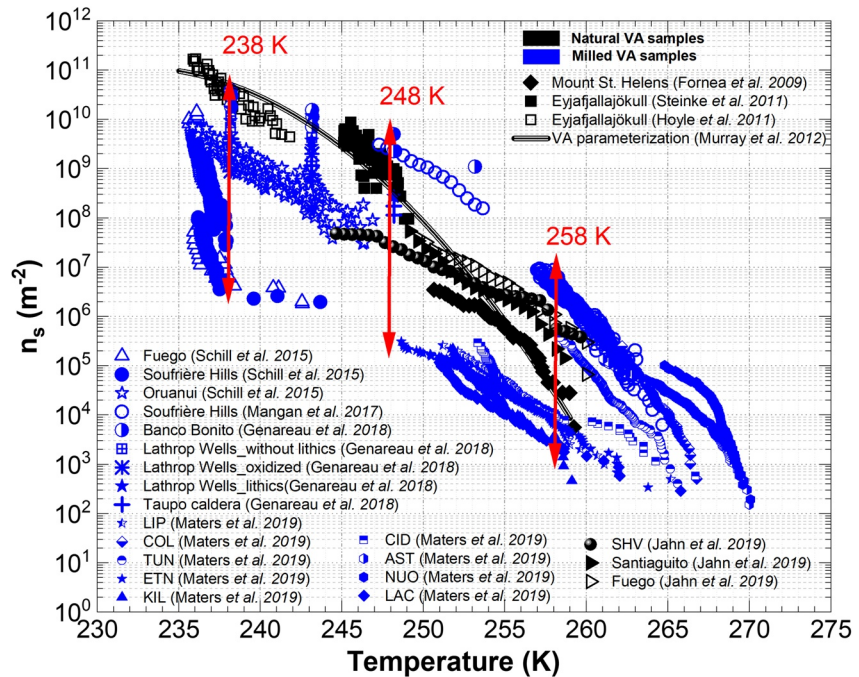 10¹²
10¹¹
10¹⁰
10⁹
10⁸
10⁷
10⁶
10⁵
10⁴
10³
10²
10¹
10⁰
nₛ (m⁻²)
238 K
248 K
258 K
Natural VA samples
Milled VA samples
Mount St. Helens (Fornea et al. 2009)
Eyjafjallajökull (Steinke et al. 2011)
Eyjafjallajökull (Hoyle et al. 2011)
VA parameterization (Murray et al. 2012)
Fuego (Schill et al. 2015)
Soufrière Hills (Schill et al. 2015)
Oruanui (Schill et al. 2015)
Soufrière Hills (Mangan et al. 2017)
Banco Bonito (Genareau et al. 2018)
Lathrop Wells_without lithics (Genareau et al. 2018)
Lathrop Wells_oxidized (Genareau et al. 2018)
Lathrop Wells_lithics(Genareau et al. 2018)
Taupo caldera (Genareau et al. 2018)
LIP (Maters et al. 2019)
COL (Maters et al. 2019)
TUN (Maters et al. 2019)
ETN (Maters et al. 2019)
KIL (Maters et al. 2019)
CID (Maters et al. 2019)
AST (Maters et al. 2019)
NUO (Maters et al. 2019)
LAC (Maters et al. 2019)
SHV (Jahn et al. 2019)
Santiaguito (Jahn et al. 2019)
Fuego (Jahn et al. 2019)
230 235 240 245 250 255 260 265 270 275
Temperature (K)